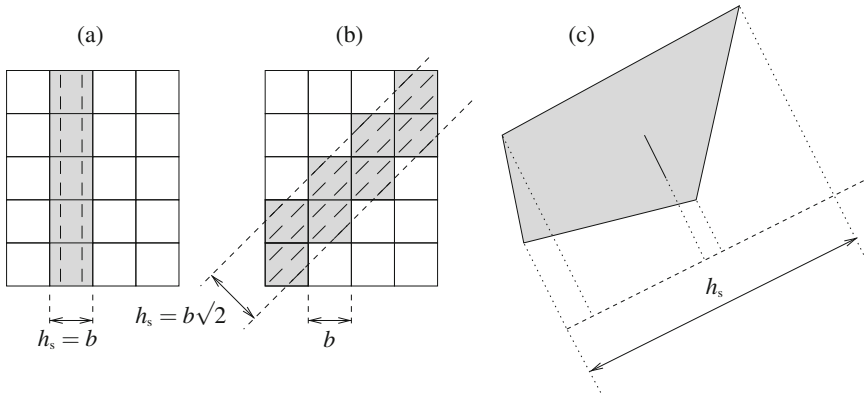 (a)
(b)
(c)
h_s = b
h_s = b√2
b
h_s